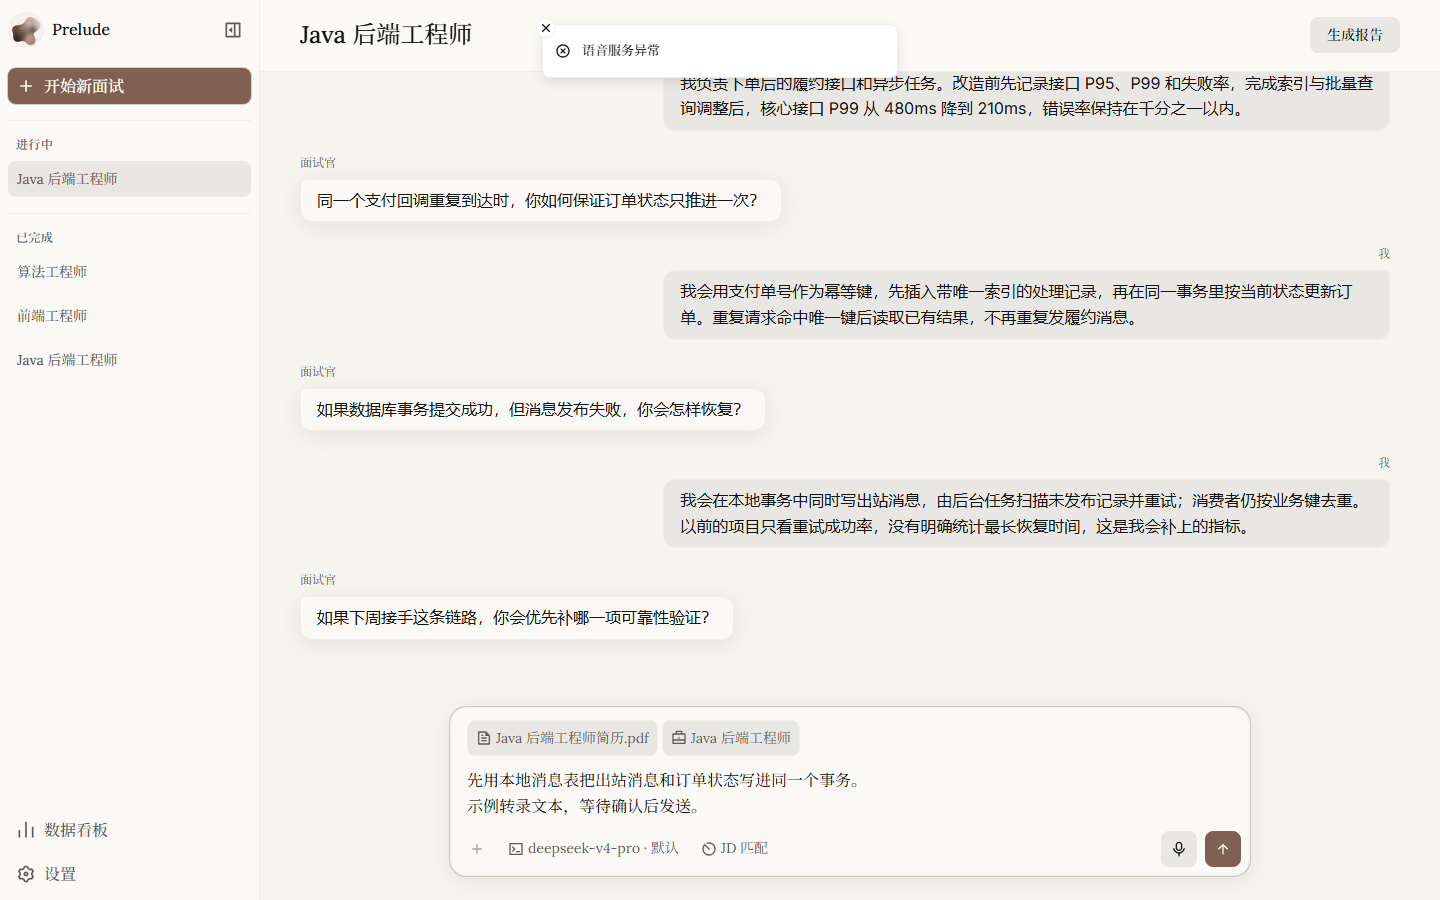 Prelude
开始新面试
进行中
Java 后端工程师
已完成
算法工程师
前端工程师
Java 后端工程师
数据看板
设置
Java 后端工程师
语音服务异常
生成报告
我负责下单后的履约接口和异步任务。改造前先记录接口 P95、P99 和失败率，完成索引与批量查
询调整后，核心接口 P99 从 480ms 降到 210ms，错误率保持在千分之一以内。
面试官
同一个支付回调重复到达时，你如何保证订单状态只推进一次？
我
我会用支付单号作为幂等键，先插入带唯一索引的处理记录，再在同一事务里按当前状态更新订
单。重复请求命中唯一键后读取已有结果，不再重复发履约消息。
面试官
如果数据库事务提交成功，但消息发布失败，你会怎样恢复？
我
我会在本地事务中同时写出站消息，由后台任务扫描未发布记录并重试；消费者仍按业务键去重。
以前的项目只看重试成功率，没有明确统计最长恢复时间，这是我会补上的指标。
面试官
如果下周接手这条链路，你会优先补哪一项可靠性验证？
Java 后端工程师简历.pdf
Java 后端工程师
先用本地消息表把出站消息和订单状态写进同一个事务。
示例转录文本，等待确认后发送。
deepseek-v4-pro · 默认
JD 匹配